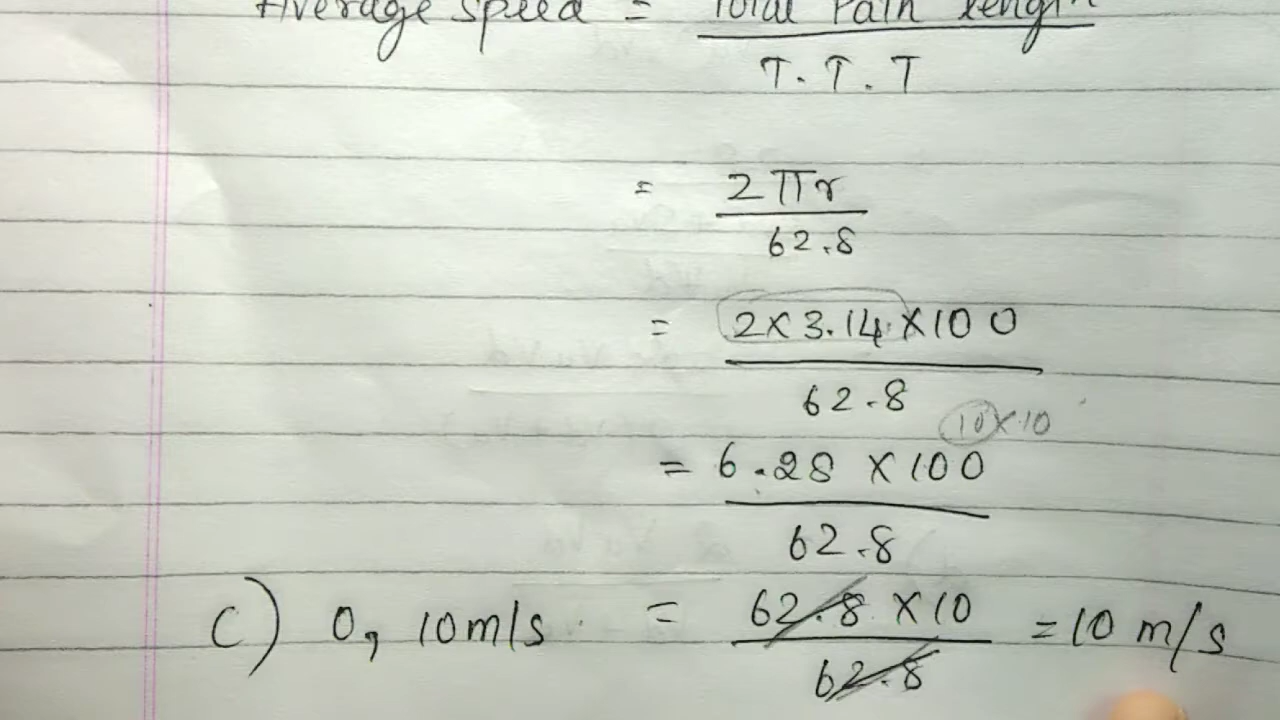 Average speed = Total Path length
T. T. T
= 2πr
62.8
= 2×3.14×100
62.8
10×10
= 6.28 ×100
62.8
C) 0, 10m/s = 62.8 ×10 = 10 m/s
62.8